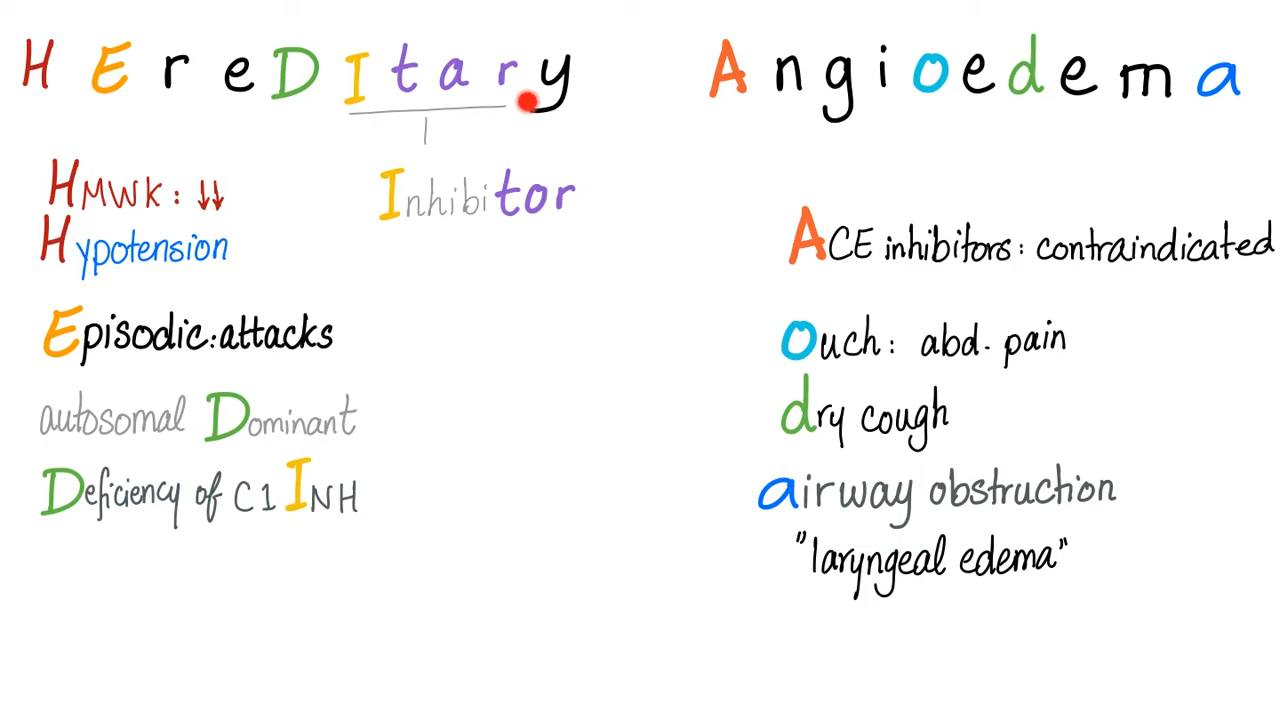 HEreDItary Angioedema
HMWK: ↓↓
Hypotension
Inhibitor
Episodic: attacks
autosomal Dominant
Deficiency of C1 INH
ACE inhibitors: contraindicated
Ouch: abd. pain
dry cough
airway obstruction
"laryngeal edema"